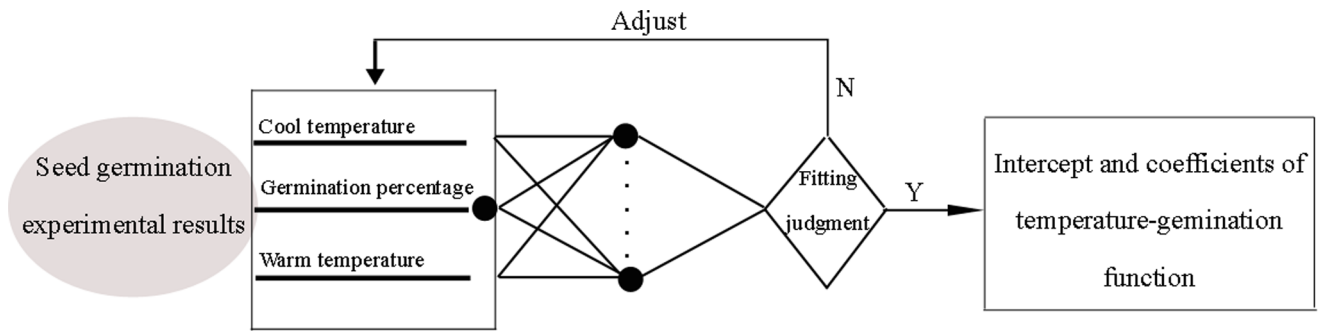 Adjust
N
Seed germination
experimental results
Cool temperature
Germination percentage
Warm temperature
Fitting
judgment
Y
Intercept and coefficients of
temperature-gemination
function